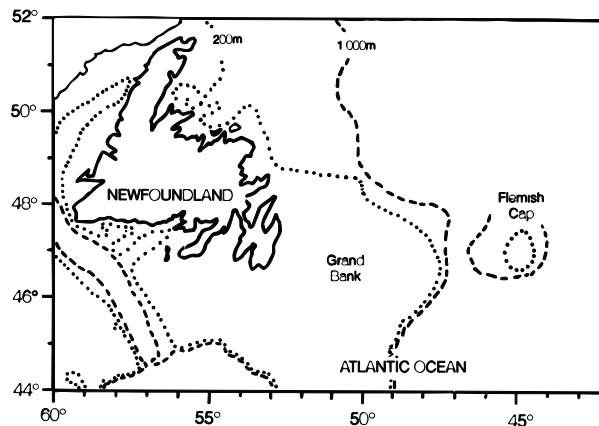 52°
50°
48°
46°
44°
200m
1 000m
NEWFOUNDLAND
Flemish
Cap
Grand
Bank
ATLANTIC OCEAN
60°
55°
50°
45°